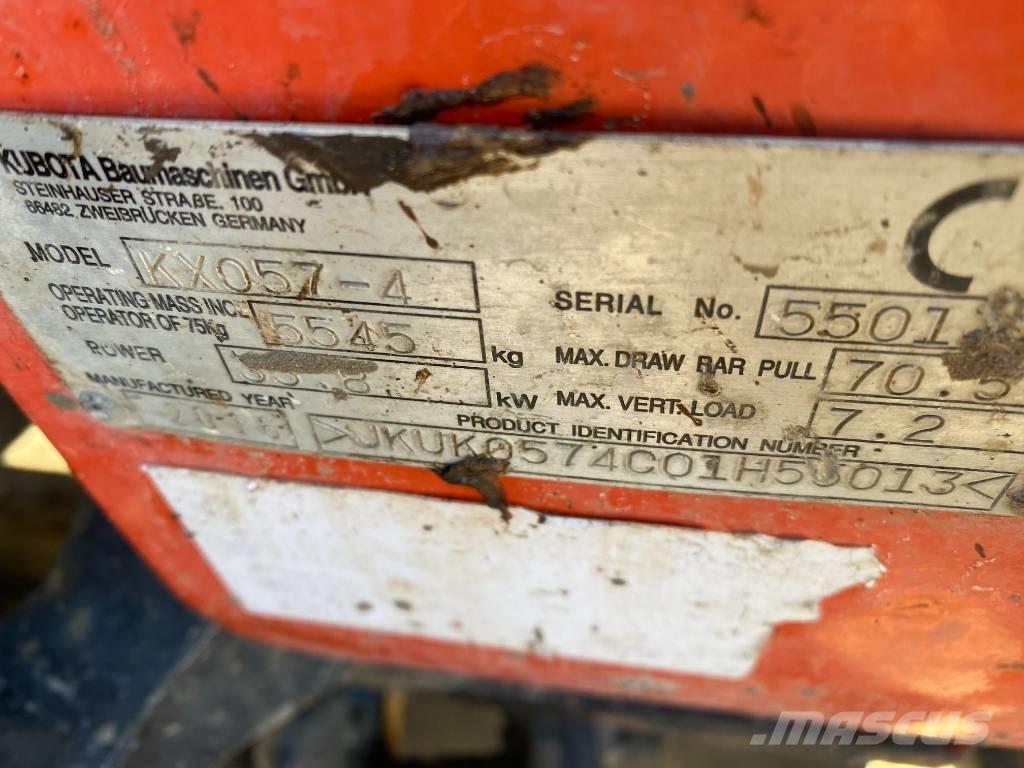 KUBOTA Baumaschinen GmbH
STEINHAUSER STRAßE. 100
66482 ZWEIBRÜCKEN GERMANY
MODEL KX057-4
OPERATING MASS INCL
OPERATOR OF 75Kg 5545 kg
POWER kW
MANUFACTURED YEAR
C
SERIAL No. 5501
MAX. DRAW BAR PULL 70.5
MAX. VERT. LOAD 7.2
PRODUCT IDENTIFICATION NUMBER
>JKUK0574C01H55013<
MASCUS